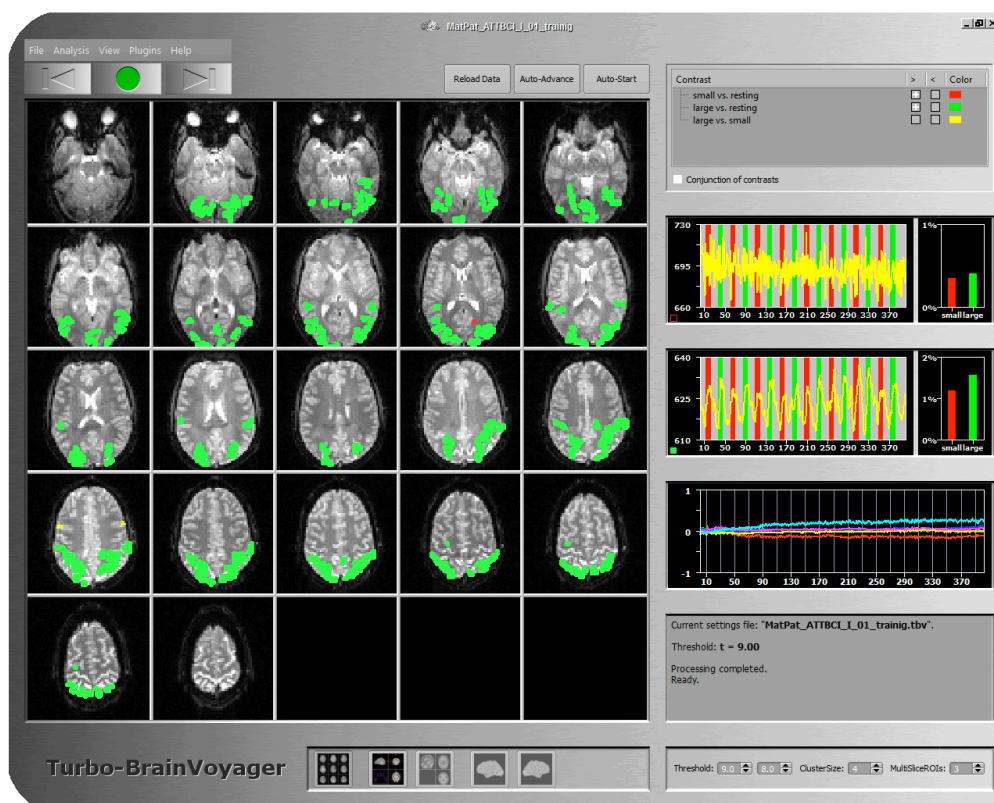 MatPat_ATTBCI_I_01_trainig
File Analysis View Plugins Help
Reload Data Auto-Advance Auto-Start
Contrast > < Color
small vs. resting
large vs. resting
large vs. small
Conjunction of contrasts
730
695
660
10 50 90 130 170 210 250 290 330 370
1%
0%
small large
640
625
610
10 50 90 130 170 210 250 290 330 370
2%
1%
0%
small large
1
0
-1
10 50 90 130 170 210 250 290 330 370
Current settings file: "MatPat_ATTBCI_I_01_trainig.tbv".
Threshold: t = 9.00
Processing completed.
Ready.
Turbo-BrainVoyager
Threshold: 9.0 8.0 ClusterSize: 4 MultiSliceROIs: 3